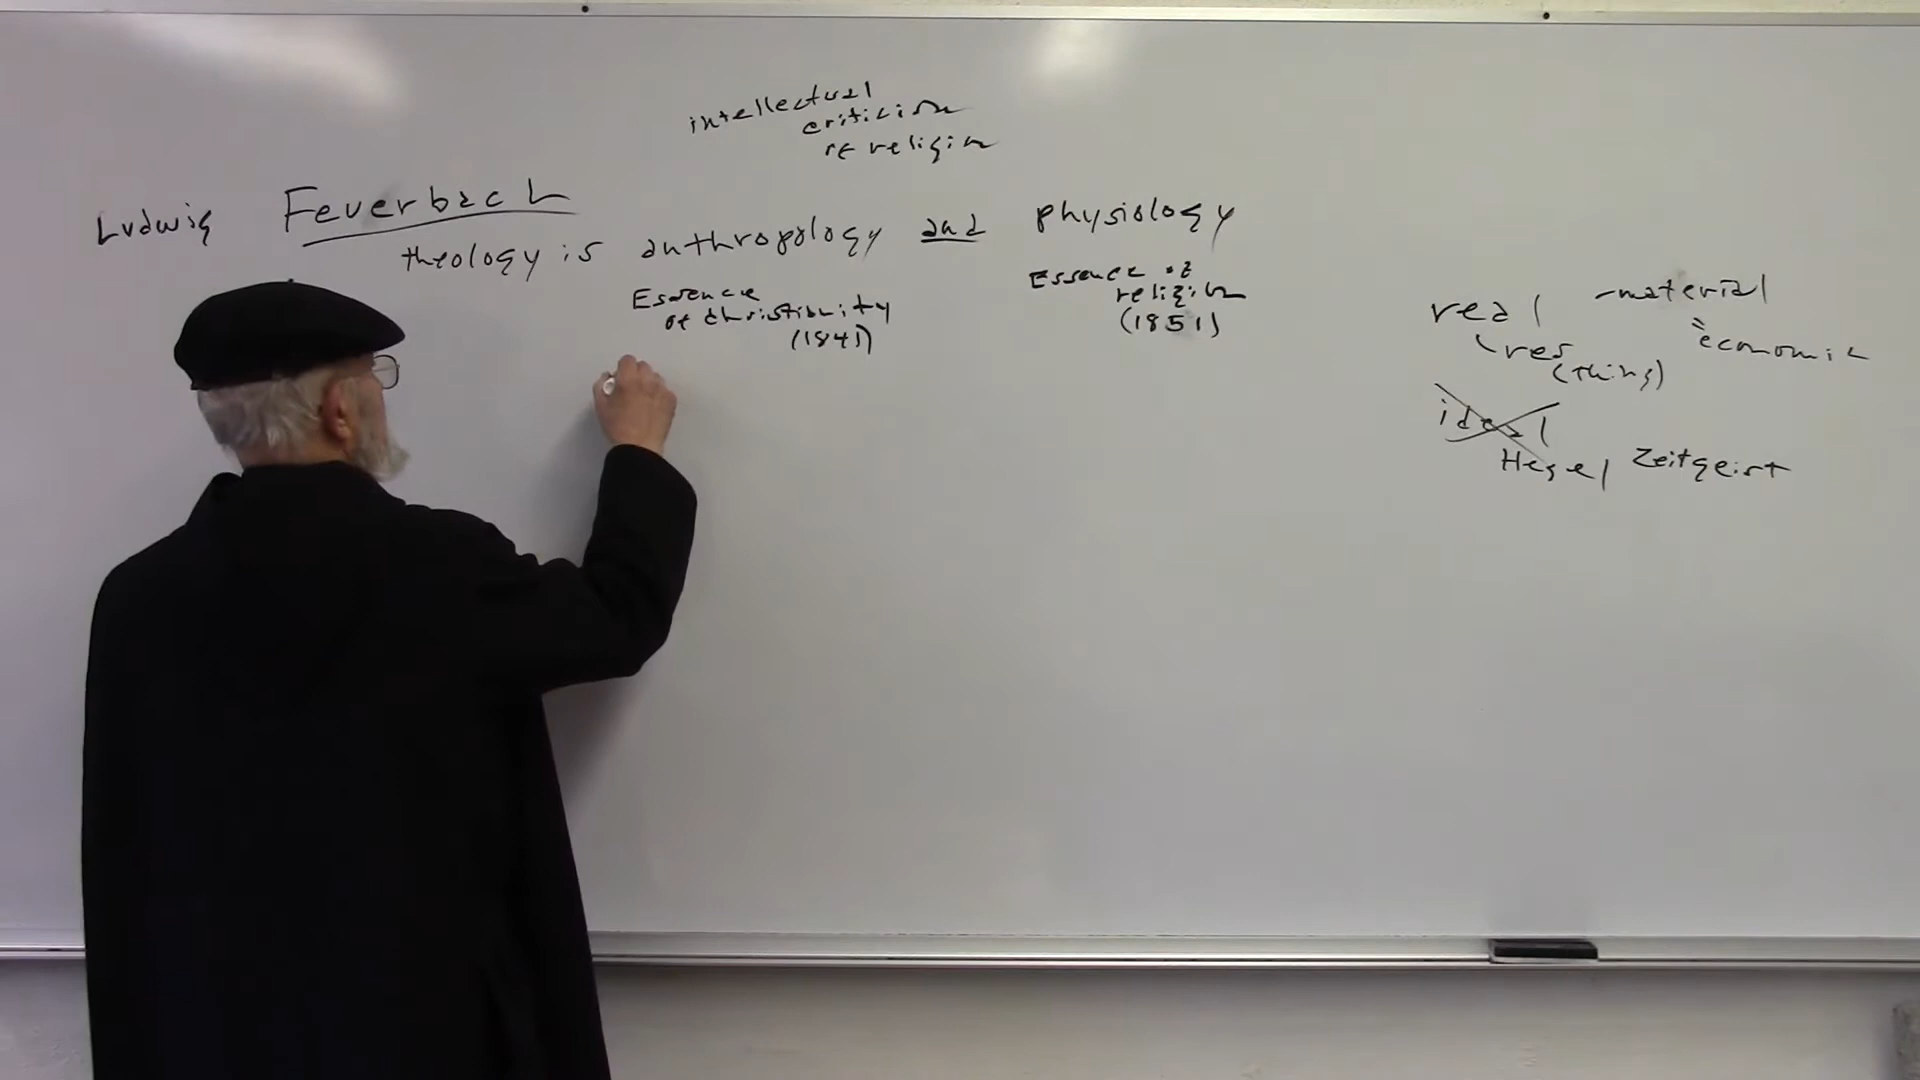 intellectual
criticism
of religion
Ludwig Feuerbach
theology is anthropology and physiology
Essence
of Christianity
(1841)
Essence of
religion
(1851)
real
res
(thing)
-material
=
economic
ideal
Hegel Zeitgeist